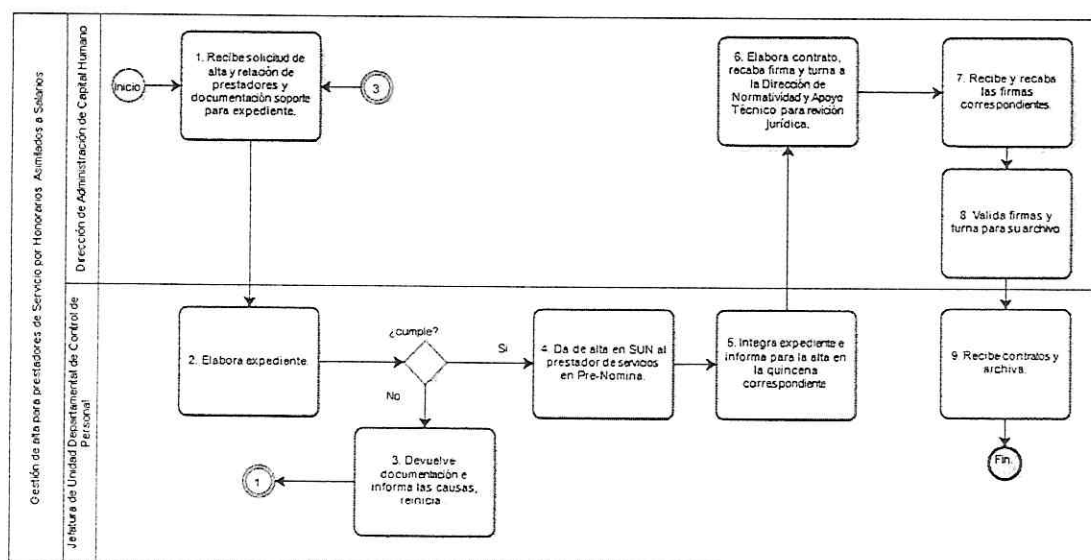 Gestión de alta para prestadores de Servicio por Honorarios Asimilados a Salarios
Dirección de Administración de Capital Humano
Inicio
1. Recibe solicitud de
alta y relación de
prestadores y
documentación soporte
para expediente.
3
6. Elabora contrato,
recaba firma y turna a
la Dirección de
Normatividad y Apoyo
Técnico para revisión
jurídica.
7. Recibe y recaba
las firmas
correspondientes.
8. Valida firmas y
turna para su archivo
Jefatura de Unidad Departamental de Control de
Personal
2. Elabora expediente.
¿cumple?
Si
No
4. Da de alta en SUN al
prestador de servicios
en Pre-Nomina.
5. Integra expediente e
informa para la alta en
la quincena
correspondiente
9. Recibe contratos y
archiva.
3. Devuelve
documentación e
informa las causas,
reinicia
1
Fin.